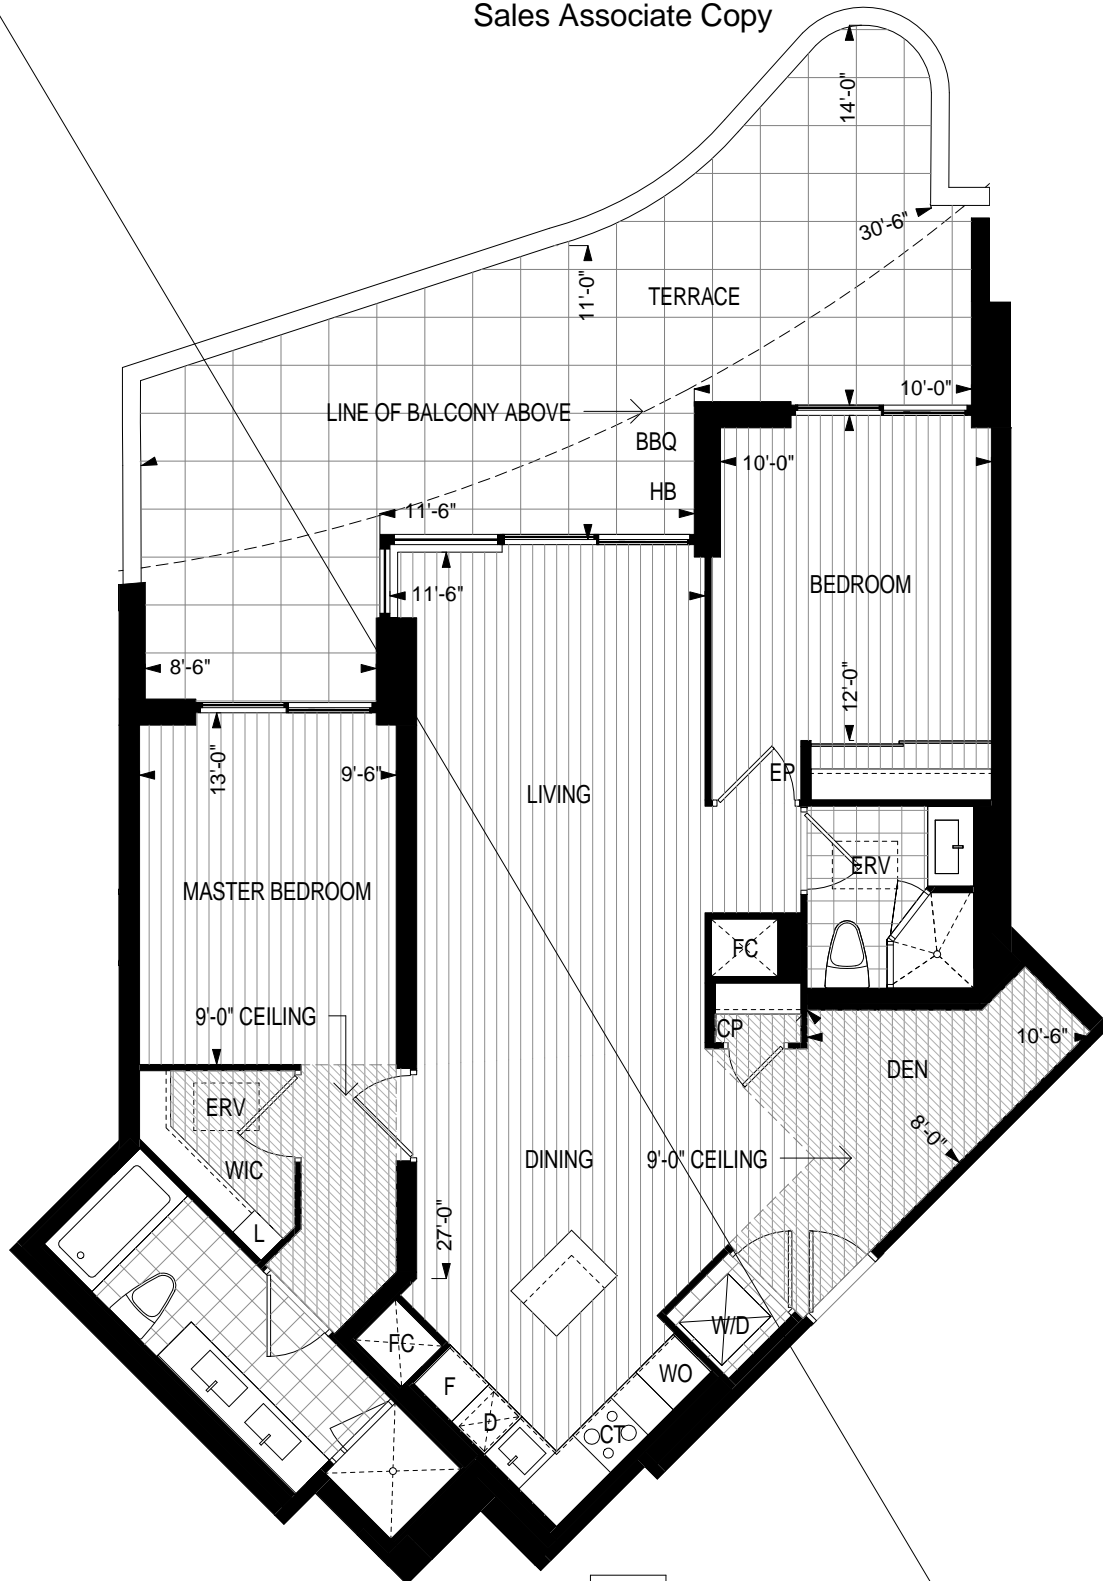 Sales Associate Copy
14'-0"
30'-6"
11'-0"
TERRACE
10'-0"
LINE OF BALCONY ABOVE
BBQ
10'-0"
HB
11'-6"
11'-6"
BEDROOM
8'-6"
12'-0"
13'-0"
9'-6"
EP
LIVING
ERV
MASTER BEDROOM
FC
9'-0" CEILING
CP
10'-6"
DEN
ERV
8'-0"
WIC
DINING
9'-0" CEILING
L
27'-0"
W/D
FC
F
WO
D
CT